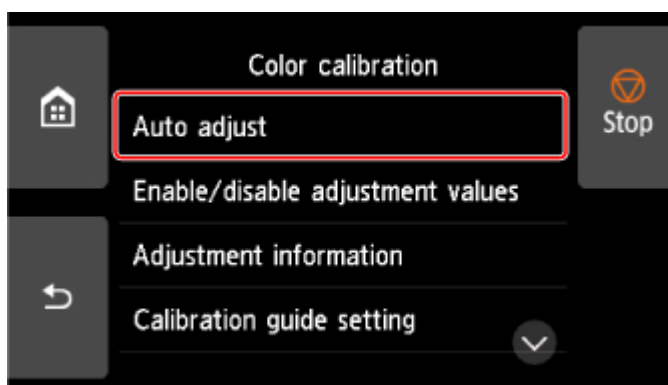 Color calibration
Auto adjust
Stop
Enable/disable adjustment values
Adjustment information
Calibration guide setting